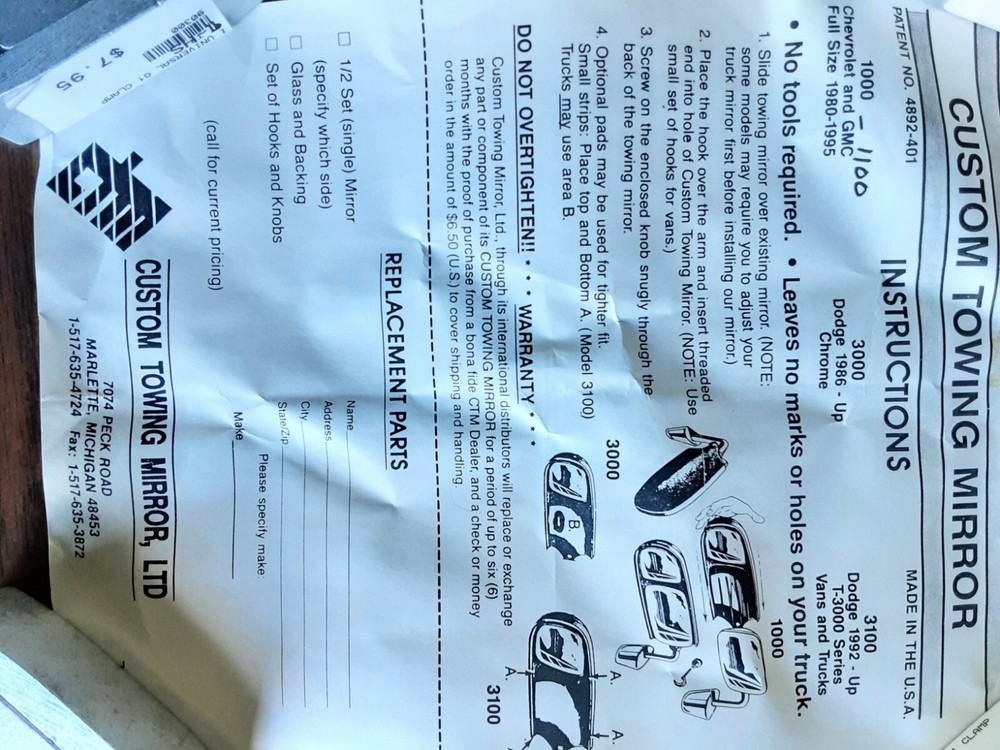 CUSTOM TOWING MIRROR
PATENT NO. 4892-401
INSTRUCTIONS
MADE IN THE U.S.A.
1000 - 1100
Chevrolet and GMC
Full Size 1980-1995
3000
Dodge 1986 - Up
Chrome
3100
Dodge 1992 - Up
T-3000 Series
Vans and Trucks
• No tools required. • Leaves no marks or holes on your truck.
1. Slide towing mirror over existing mirror. (NOTE:
some models may require you to adjust your
truck mirror first before installing our mirror.)
2. Place the hook over the arm and insert threaded
end into hole of Custom Towing Mirror. (NOTE: Use
small set of hooks for vans.)
3. Screw on the enclosed knob snugly through the
back of the towing mirror.
4. Optional pads may be used for tighter fit.
Small strips: Place top and Bottom A. (Model 3100)
Trucks may use area B.
1000
3000
B.
3100
A.
A.
A.
DO NOT OVERTIGHTEN!! • • • WARRANTY • • •
Custom Towing Mirror, Ltd., through its international distributors will replace or exchange
any part or component of its CUSTOM TOWING MIRROR for a period of up to six (6)
months with the proof of purchase from a bona fide CTM Dealer, and a check or money
order in the amount of $6.50 (U.S.) to cover shipping and handling.
REPLACEMENT PARTS
1/2 Set (single) Mirror
(specify which side)
Glass and Backing
Set of Hooks and Knobs
(call for current pricing)
Name
Address
City
State/Zip
Please specify make:
Make
CUSTOM TOWING MIRROR, LTD
7074 PECK ROAD
MARLETTE, MICHIGAN 48453
1-517-635-4724 Fax: 1-517-635-3872
CLAMP
$7.95
CLAMP